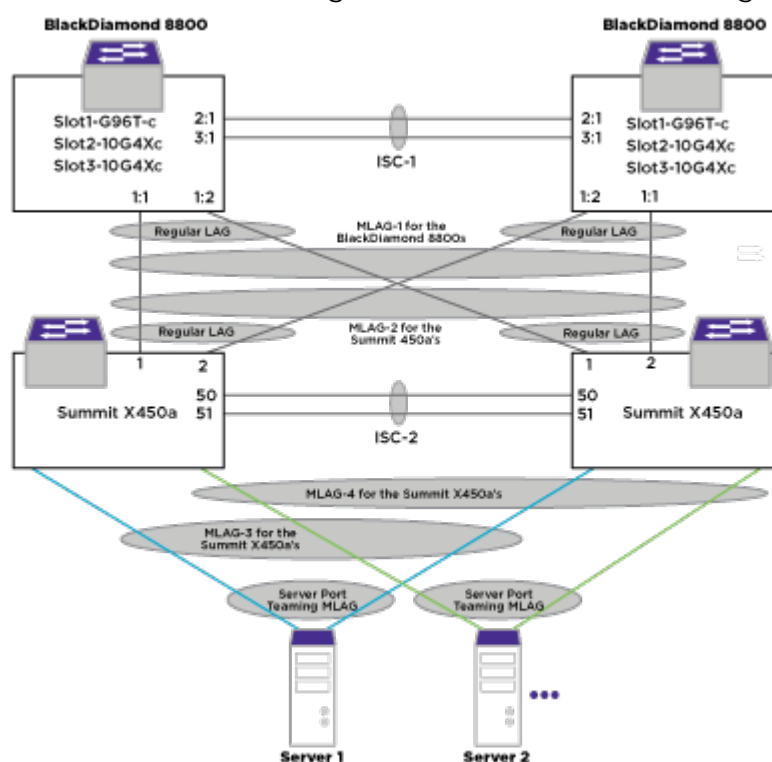 BlackDiamond 8800
BlackDiamond 8800
Slot1-G96T-c
Slot2-10G4Xc
Slot3-10G4Xc
2:1
3:1
1:1
1:2
ISC-1
2:1
3:1
Slot1-G96T-c
Slot2-10G4Xc
Slot3-10G4Xc
1:2
1:1
Regular LAG
MLAG-1 for the
BlackDiamond 8800s
Regular LAG
Regular LAG
MLAG-2 for the
Summit 450a's
Regular LAG
1
2
1
2
Summit X450a
50
51
ISC-2
50
51
Summit X450a
MLAG-4 for the Summit X450a's
MLAG-3 for the
Summit X450a's
Server Port
Teaming MLAG
Server Port
Teaming MLAG
Server 1
Server 2